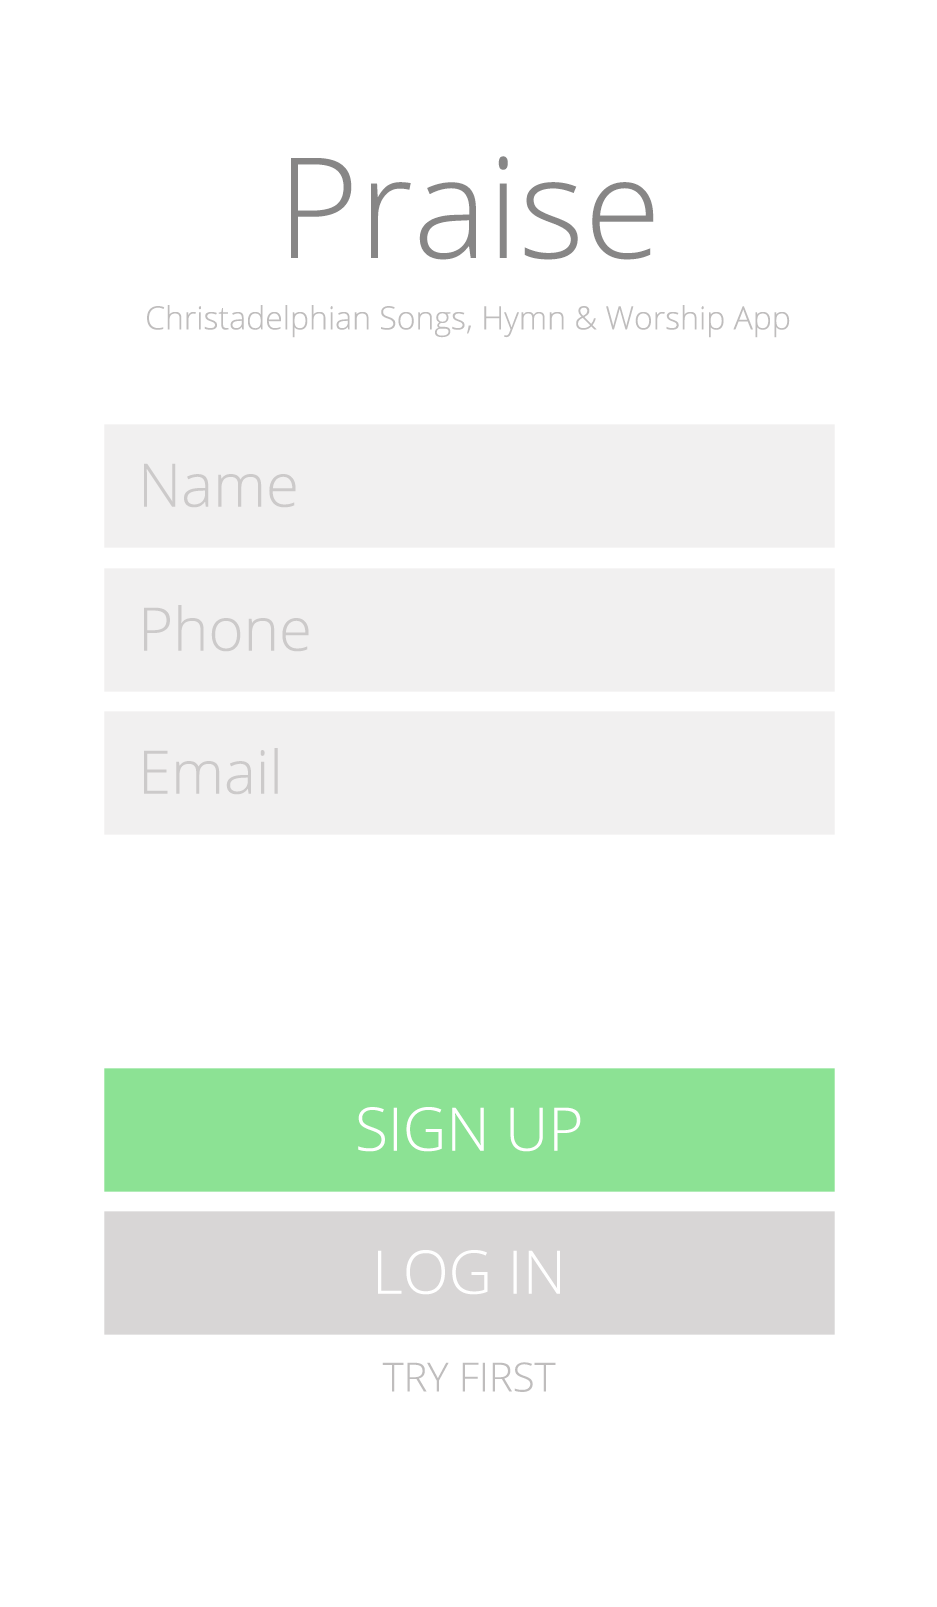 Praise
Christadelphian Songs, Hymn & Worship App
Name
Phone
Email
SIGN UP
LOG IN
TRY FIRST